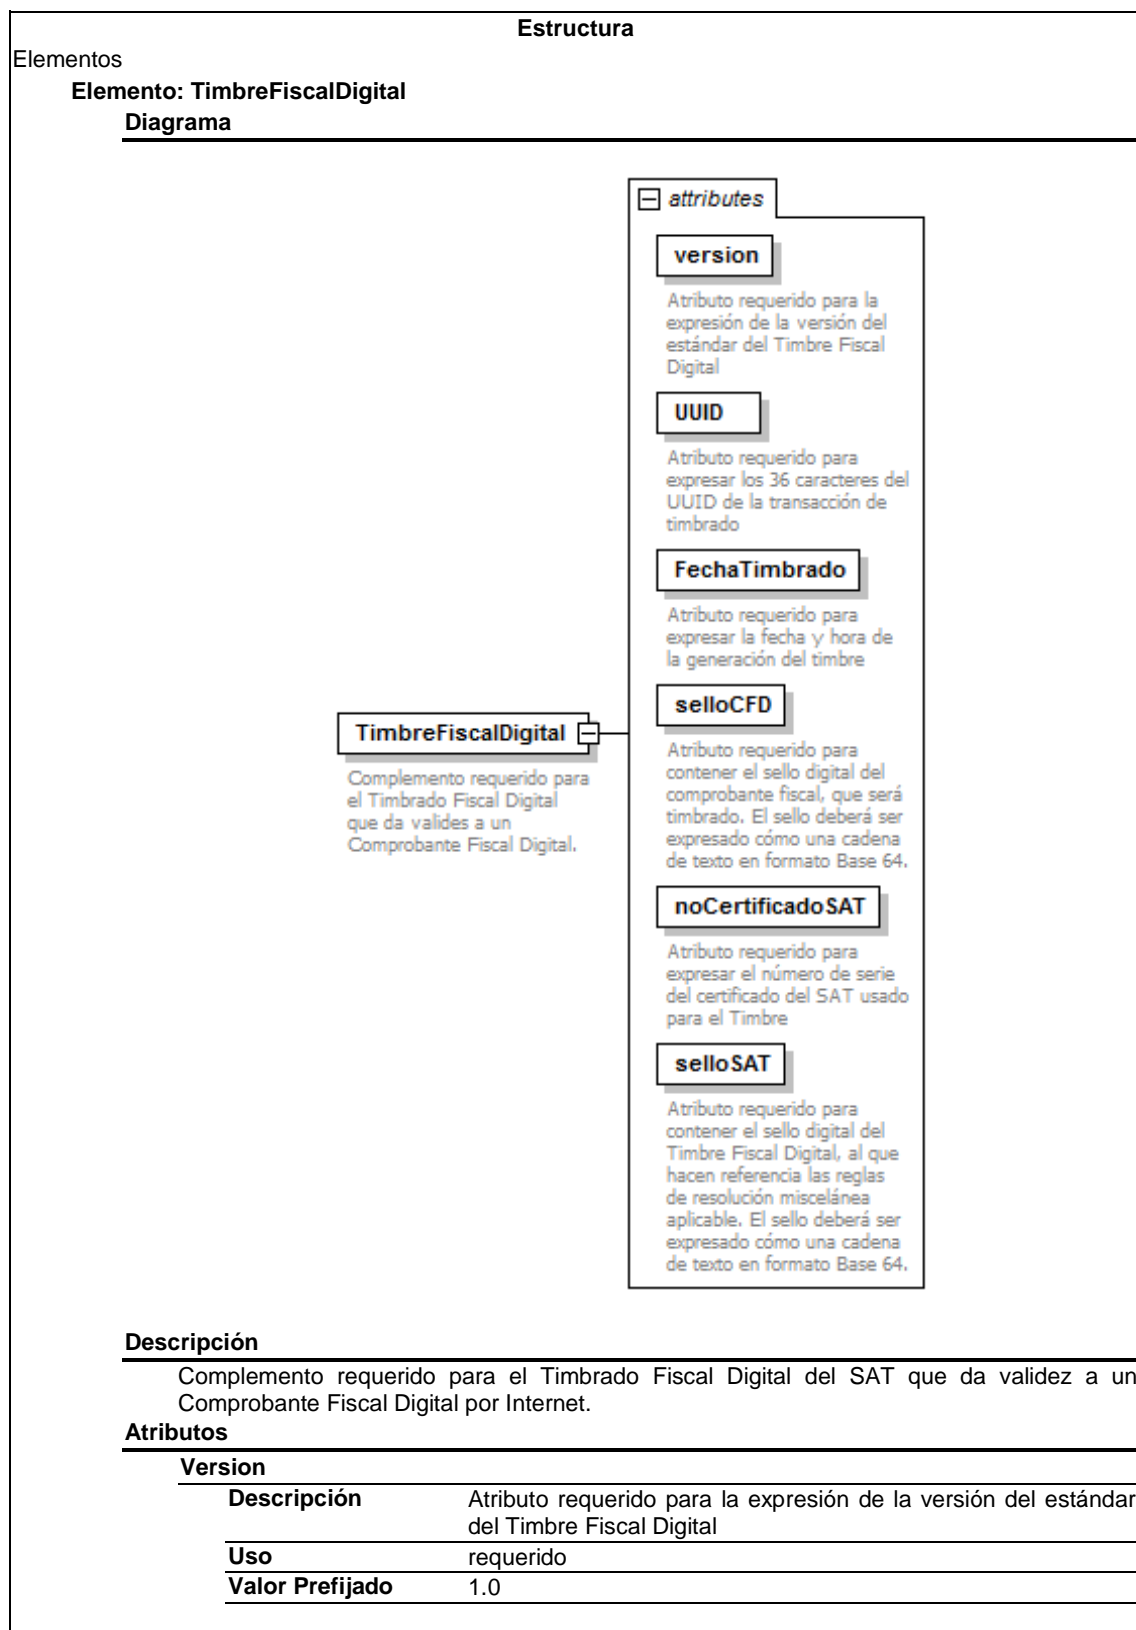 Estructura
Elementos
Elemento: TimbreFiscalDigital
Diagrama
attributes
version
Atributo requerido para la
expresión de la versión del
estándar del Timbre Fiscal
Digital
UUID
Atributo requerido para
expresar los 36 caracteres del
UUID de la transacción de
timbrado
FechaTimbrado
Atributo requerido para
expresar la fecha y hora de
la generación del timbre
selloCFD
Atributo requerido para
contener el sello digital del
comprobante fiscal, que será
timbrado. El sello deberá ser
expresado cómo una cadena
de texto en formato Base 64.
TimbreFiscalDigital
Complemento requerido para
el Timbrado Fiscal Digital
que da valides a un
Comprobante Fiscal Digital.
noCertificadoSAT
Atributo requerido para
expresar el número de serie
del certificado del SAT usado
para el Timbre
selloSAT
Atributo requerido para
contener el sello digital del
Timbre Fiscal Digital, al que
hacen referencia las reglas
de resolución miscelánea
aplicable. El sello deberá ser
expresado cómo una cadena
de texto en formato Base 64.
Descripción
Complemento requerido para el Timbrado Fiscal Digital del SAT que da validez a un
Comprobante Fiscal Digital por Internet.
Atributos
Version
Descripción Atributo requerido para la expresión de la versión del estándar
del Timbre Fiscal Digital
Uso requerido
Valor Prefijado 1.0